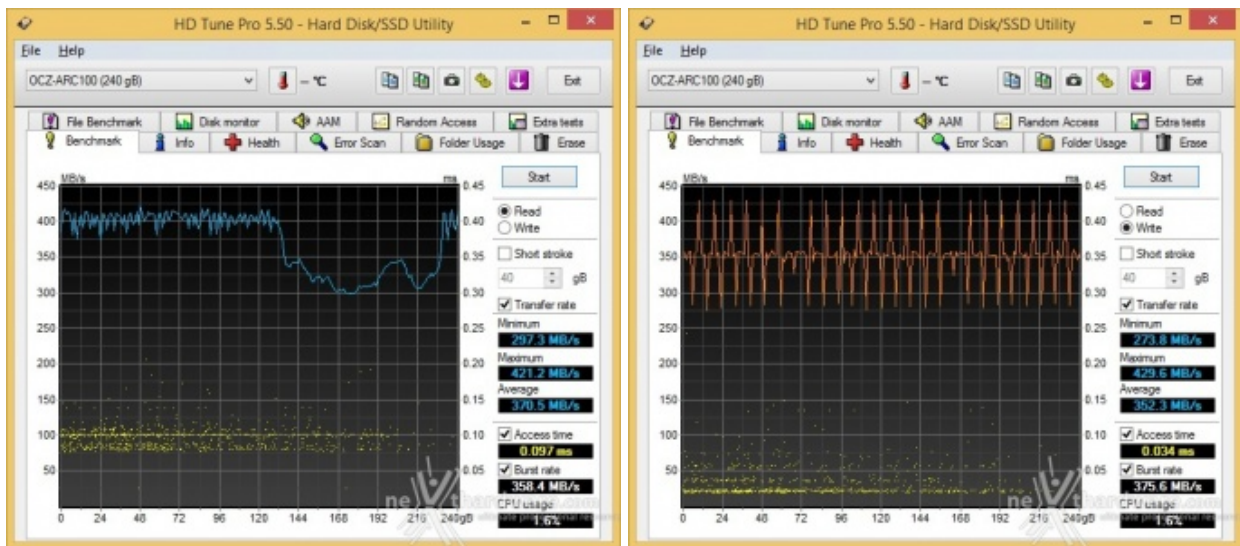 HD Tune Pro 5.50 - Hard Disk/SSD Utility
File Help
OCZ-ARC100 (240 gB)
– °C
Exit
File Benchmark Disk monitor AAM Random Access Extra tests
Benchmark Info Health Error Scan Folder Usage Erase
MB/s
ms
450
400
350
300
250
200
150
100
50
0.45
0.40
0.35
0.30
0.25
0.20
0.15
0.10
0.05
0 24 48 72 96 120 144 168 192 216 240gB
Start
Read
Write
Short stroke
40 gB
Transfer rate
Minimum
297.3 MB/s
Maximum
421.2 MB/s
Average
370.5 MB/s
Access time
0.097 ms
Burst rate
358.4 MB/s
CPU usage
1.6%
HD Tune Pro 5.50 - Hard Disk/SSD Utility
File Help
OCZ-ARC100 (240 gB)
– °C
Exit
File Benchmark Disk monitor AAM Random Access Extra tests
Benchmark Info Health Error Scan Folder Usage Erase
MB/s
ms
450
400
350
300
250
200
150
100
50
0.45
0.40
0.35
0.30
0.25
0.20
0.15
0.10
0.05
0 24 48 72 96 120 144 168 192 216 240gB
Start
Read
Write
Short stroke
40 gB
Transfer rate
Minimum
273.8 MB/s
Maximum
429.6 MB/s
Average
352.3 MB/s
Access time
0.034 ms
Burst rate
375.6 MB/s
CPU usage
1.6%